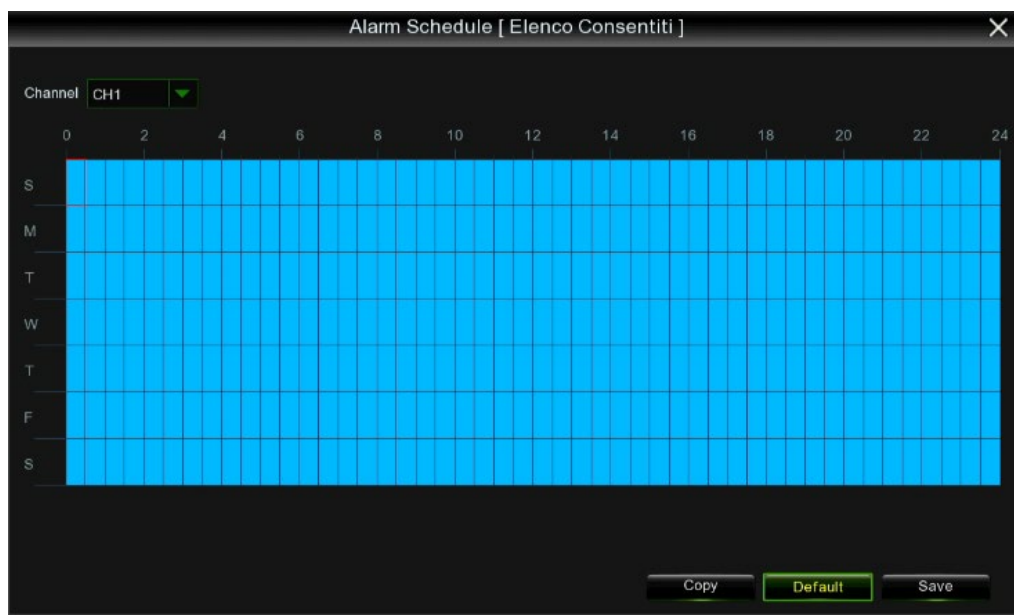 Alarm Schedule [ Elenco Consentiti ]
Channel CH1
0 2 4 6 8 10 12 14 16 18 20 22 24
S
M
T
W
T
F
S
Copy Default Save